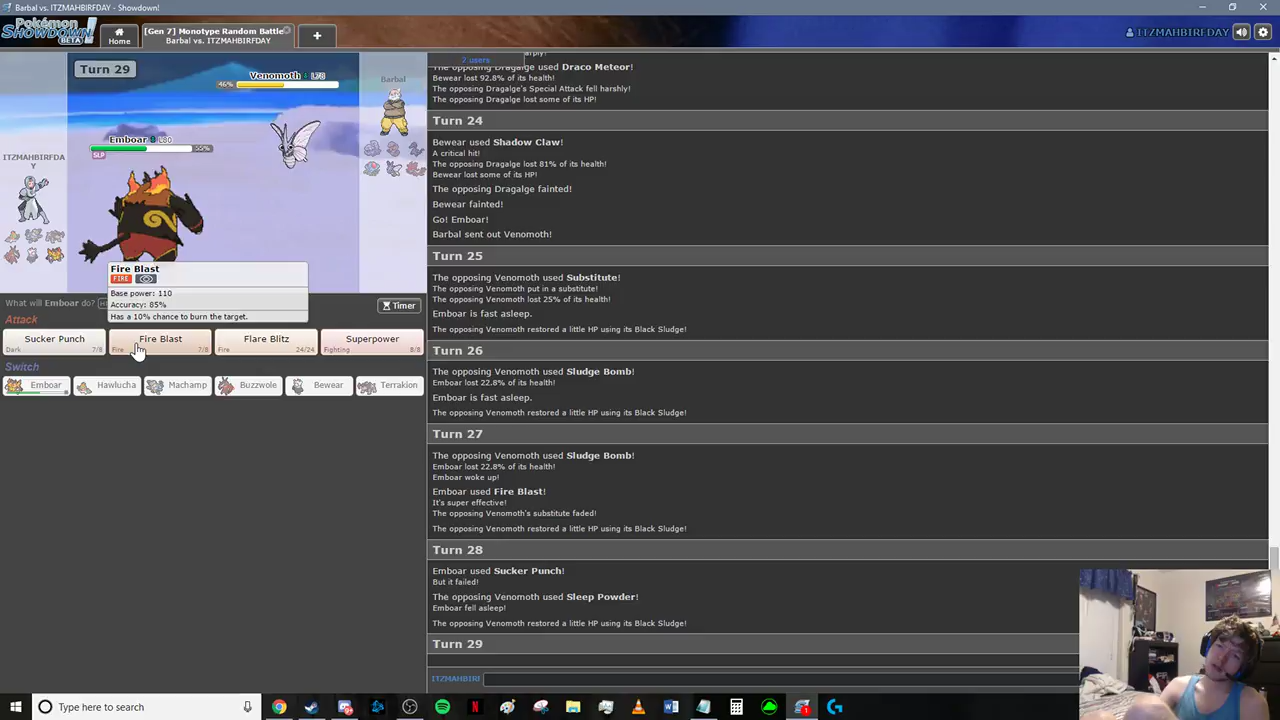 Barbal vs. ITZMAHBIRFDAY - Showdown!
Pokémon
SHOWDOWN!
BETA
Home
[Gen 7] Monotype Random Battle
Barbal vs. ITZMAHBIRFDAY
ITZMAHBIRFDAY
Turn 29
Venomoth L78
46%
Barbal
Emboar L80
55%
SLP
ITZMAHBIRFDA
Y
Fire Blast
FIRE
Base power: 110
Accuracy: 85%
Has a 10% chance to burn the target.
What will Emboar do?
Timer
Attack
Sucker Punch
Dark 7/8
Fire Blast
Fire 7/8
Flare Blitz
Fire 24/24
Superpower
Fighting 8/8
Switch
Emboar
Hawlucha
Machamp
Buzzwole
Bewear
Terrakion
2 users
The opposing Dragalge used Draco Meteor!
Bewear lost 92.8% of its health!
The opposing Dragalge's Special Attack fell harshly!
The opposing Dragalge lost some of its HP!
Turn 24
Bewear used Shadow Claw!
A critical hit!
The opposing Dragalge lost 81% of its health!
Bewear lost some of its HP!
The opposing Dragalge fainted!
Bewear fainted!
Go! Emboar!
Barbal sent out Venomoth!
Turn 25
The opposing Venomoth used Substitute!
The opposing Venomoth put in a substitute!
The opposing Venomoth lost 25% of its health!
Emboar is fast asleep.
The opposing Venomoth restored a little HP using its Black Sludge!
Turn 26
The opposing Venomoth used Sludge Bomb!
Emboar lost 22.8% of its health!
Emboar is fast asleep.
The opposing Venomoth restored a little HP using its Black Sludge!
Turn 27
The opposing Venomoth used Sludge Bomb!
Emboar lost 22.8% of its health!
Emboar woke up!
Emboar used Fire Blast!
It's super effective!
The opposing Venomoth's substitute faded!
The opposing Venomoth restored a little HP using its Black Sludge!
Turn 28
Emboar used Sucker Punch!
But it failed!
The opposing Venomoth used Sleep Powder!
Emboar fell asleep!
The opposing Venomoth restored a little HP using its Black Sludge!
Turn 29
ITZMAHBIRF
Type here to search